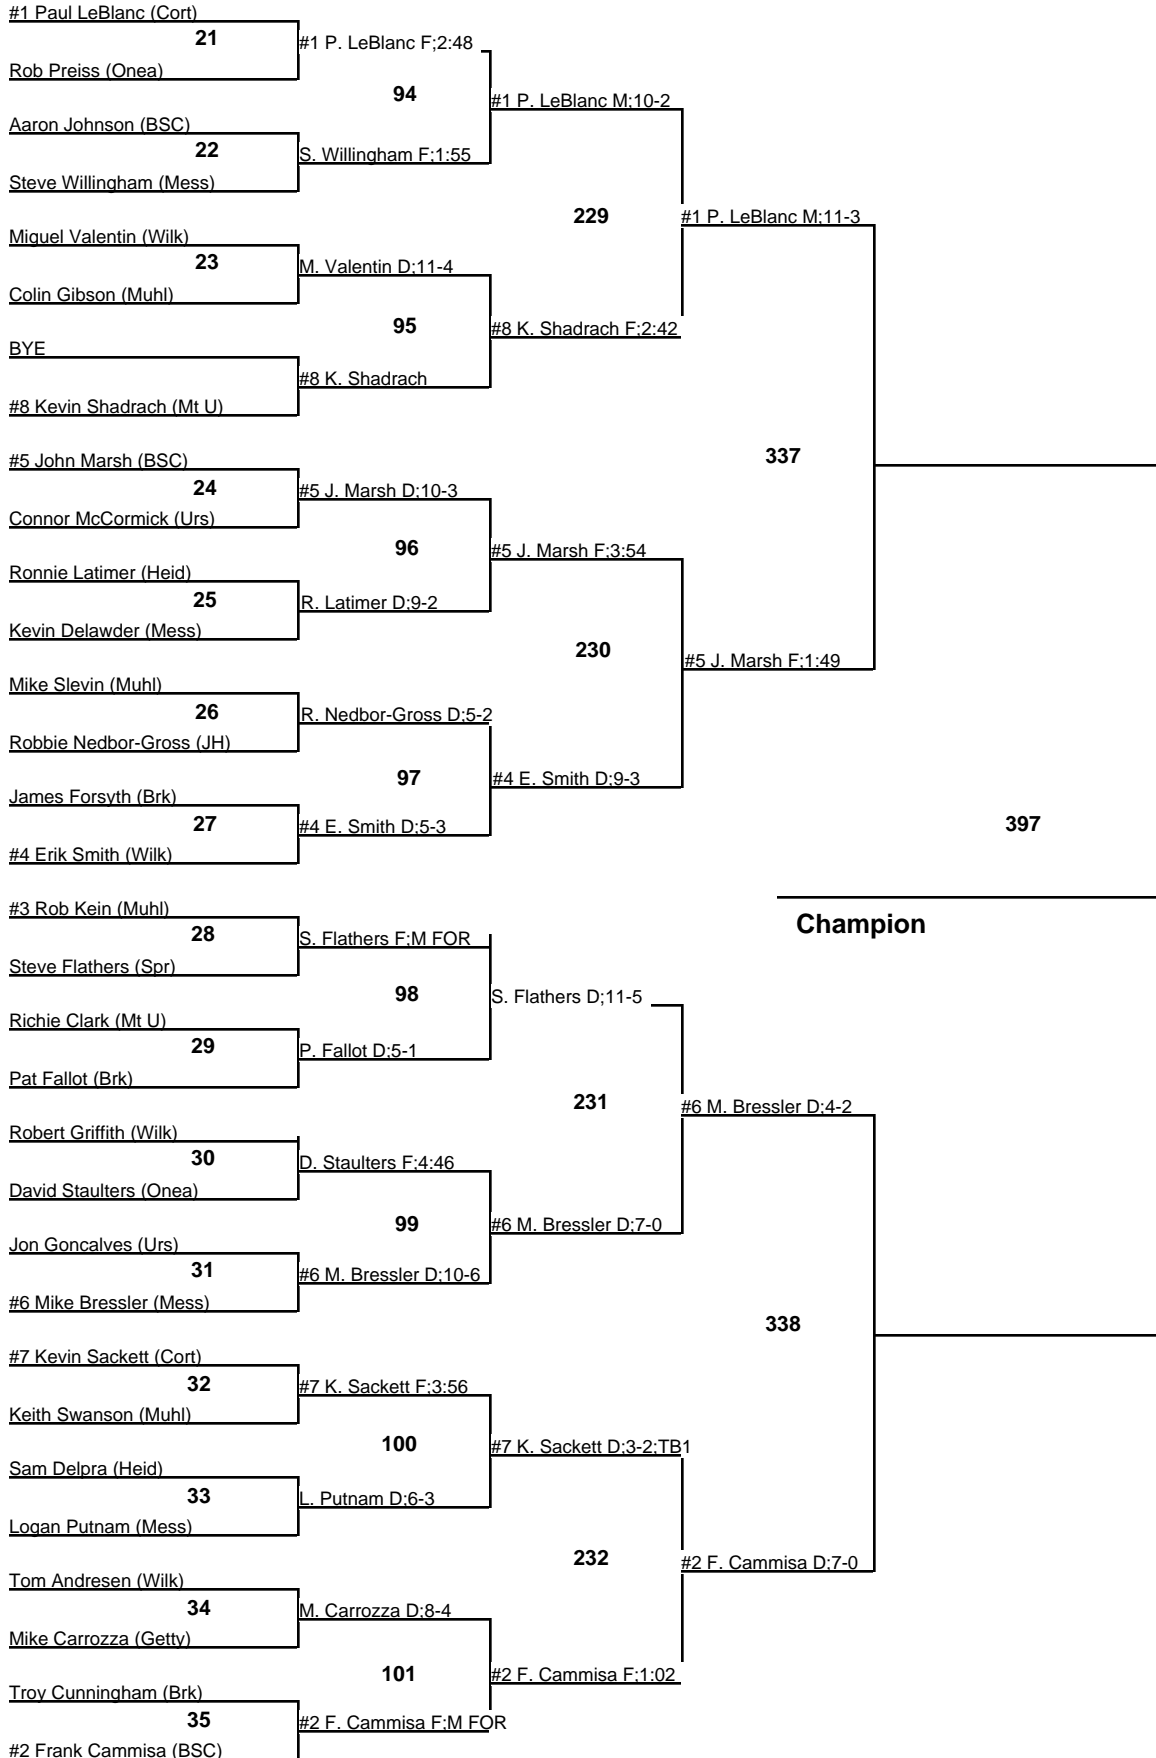 #1 Paul LeBlanc (Cort)
21
#1 P. LeBlanc F;2:48
Rob Preiss (Onea)
94
#1 P. LeBlanc M;10-2
Aaron Johnson (BSC)
22
S. Willingham F;1:55
Steve Willingham (Mess)
229
#1 P. LeBlanc M;11-3
Miguel Valentin (Wilk)
23
M. Valentin D;11-4
Colin Gibson (Muhl)
95
#8 K. Shadrach F;2:42
BYE
#8 K. Shadrach
#8 Kevin Shadrach (Mt U)
337
#5 John Marsh (BSC)
24
#5 J. Marsh D;10-3
Connor McCormick (Urs)
96
#5 J. Marsh F;3:54
Ronnie Latimer (Heid)
25
R. Latimer D;9-2
Kevin Delawder (Mess)
230
#5 J. Marsh F;1:49
Mike Slevin (Muhl)
26
R. Nedbor-Gross D;5-2
Robbie Nedbor-Gross (JH)
97
#4 E. Smith D;9-3
James Forsyth (Brk)
27
#4 E. Smith D;5-3
397
#4 Erik Smith (Wilk)
#3 Rob Kein (Muhl)
Champion
28
S. Flathers F;M FOR
Steve Flathers (Spr)
98
S. Flathers D;11-5
Richie Clark (Mt U)
29
P. Fallot D;5-1
Pat Fallot (Brk)
231
#6 M. Bressler D;4-2
Robert Griffith (Wilk)
30
D. Staulters F;4:46
David Staulters (Onea)
99
#6 M. Bressler D;7-0
Jon Goncalves (Urs)
31
#6 M. Bressler D;10-6
#6 Mike Bressler (Mess)
338
#7 Kevin Sackett (Cort)
32
#7 K. Sackett F;3:56
Keith Swanson (Muhl)
100
#7 K. Sackett D;3-2;TB1
Sam Delpra (Heid)
33
L. Putnam D;6-3
Logan Putnam (Mess)
232
#2 F. Cammisa D;7-0
Tom Andresen (Wilk)
34
M. Carrozza D;8-4
Mike Carrozza (Getty)
101
#2 F. Cammisa F;1:02
Troy Cunningham (Brk)
35
#2 F. Cammisa F;M FOR
#2 Frank Cammisa (BSC)